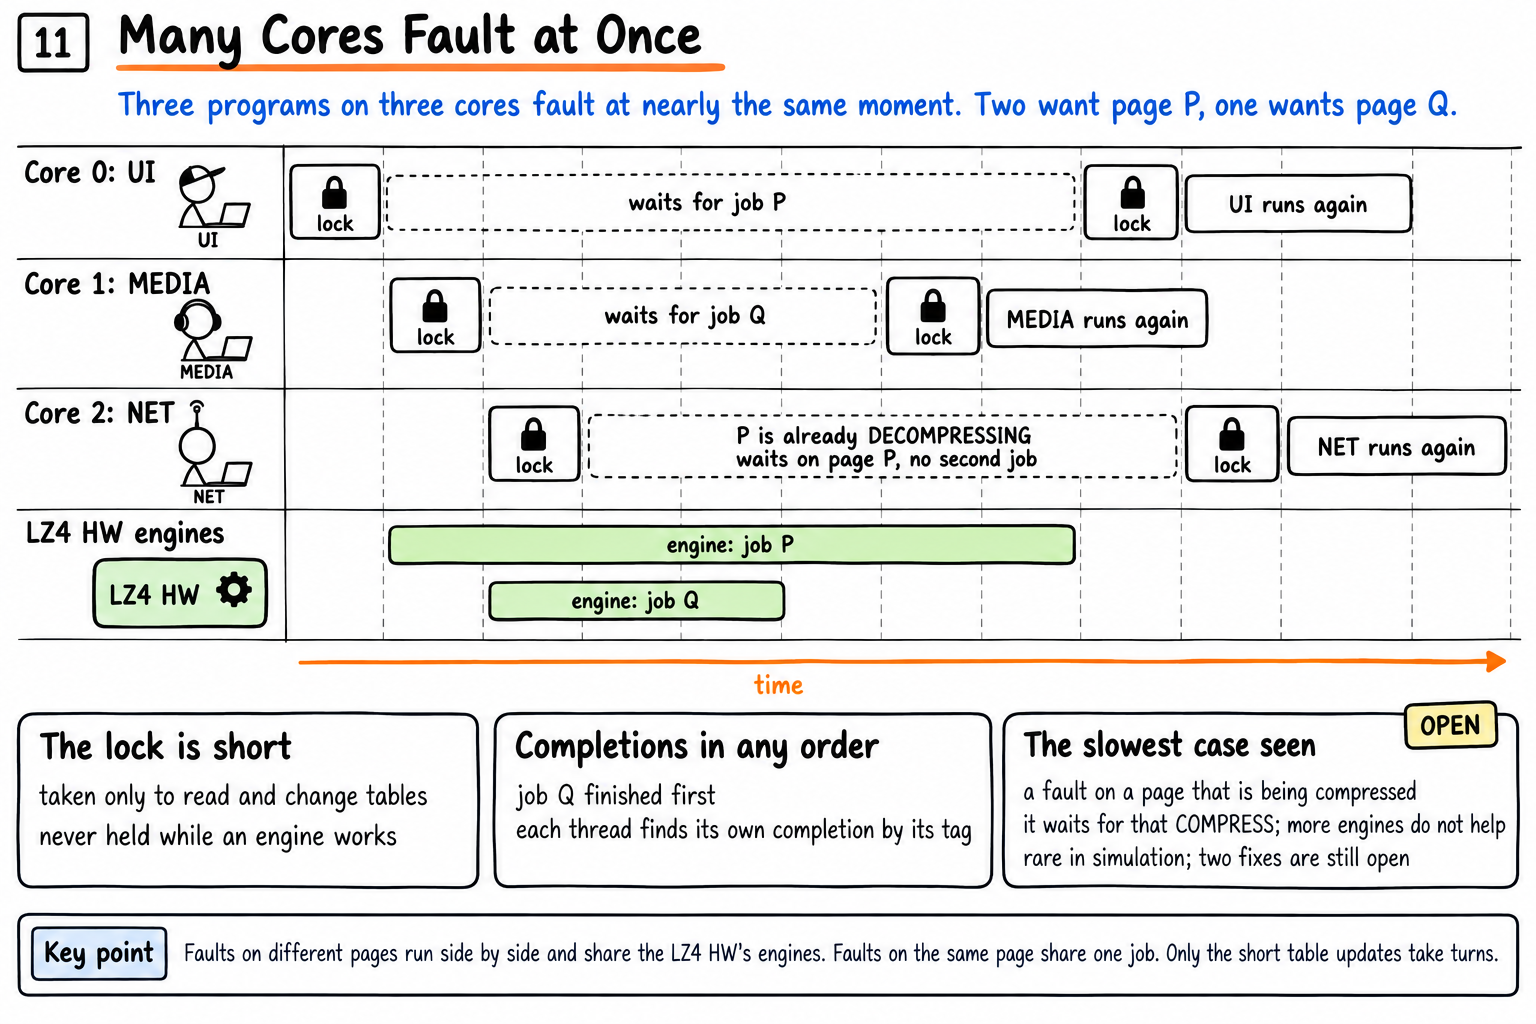 11
Many Cores Fault at Once
Three programs on three cores fault at nearly the same moment. Two want page P, one wants page Q.
Core 0: UI
UI
lock
waits for job P
lock
UI runs again
Core 1: MEDIA
MEDIA
lock
waits for job Q
lock
MEDIA runs again
Core 2: NET
NET
lock
P is already DECOMPRESSING
waits on page P, no second job
lock
NET runs again
LZ4 HW engines
LZ4 HW
engine: job P
engine: job Q
time
The lock is short
taken only to read and change tables
never held while an engine works
Completions in any order
job Q finished first
each thread finds its own completion by its tag
OPEN
The slowest case seen
a fault on a page that is being compressed
it waits for that COMPRESS; more engines do not help
rare in simulation; two fixes are still open
Key point
Faults on different pages run side by side and share the LZ4 HW's engines. Faults on the same page share one job. Only the short table updates take turns.